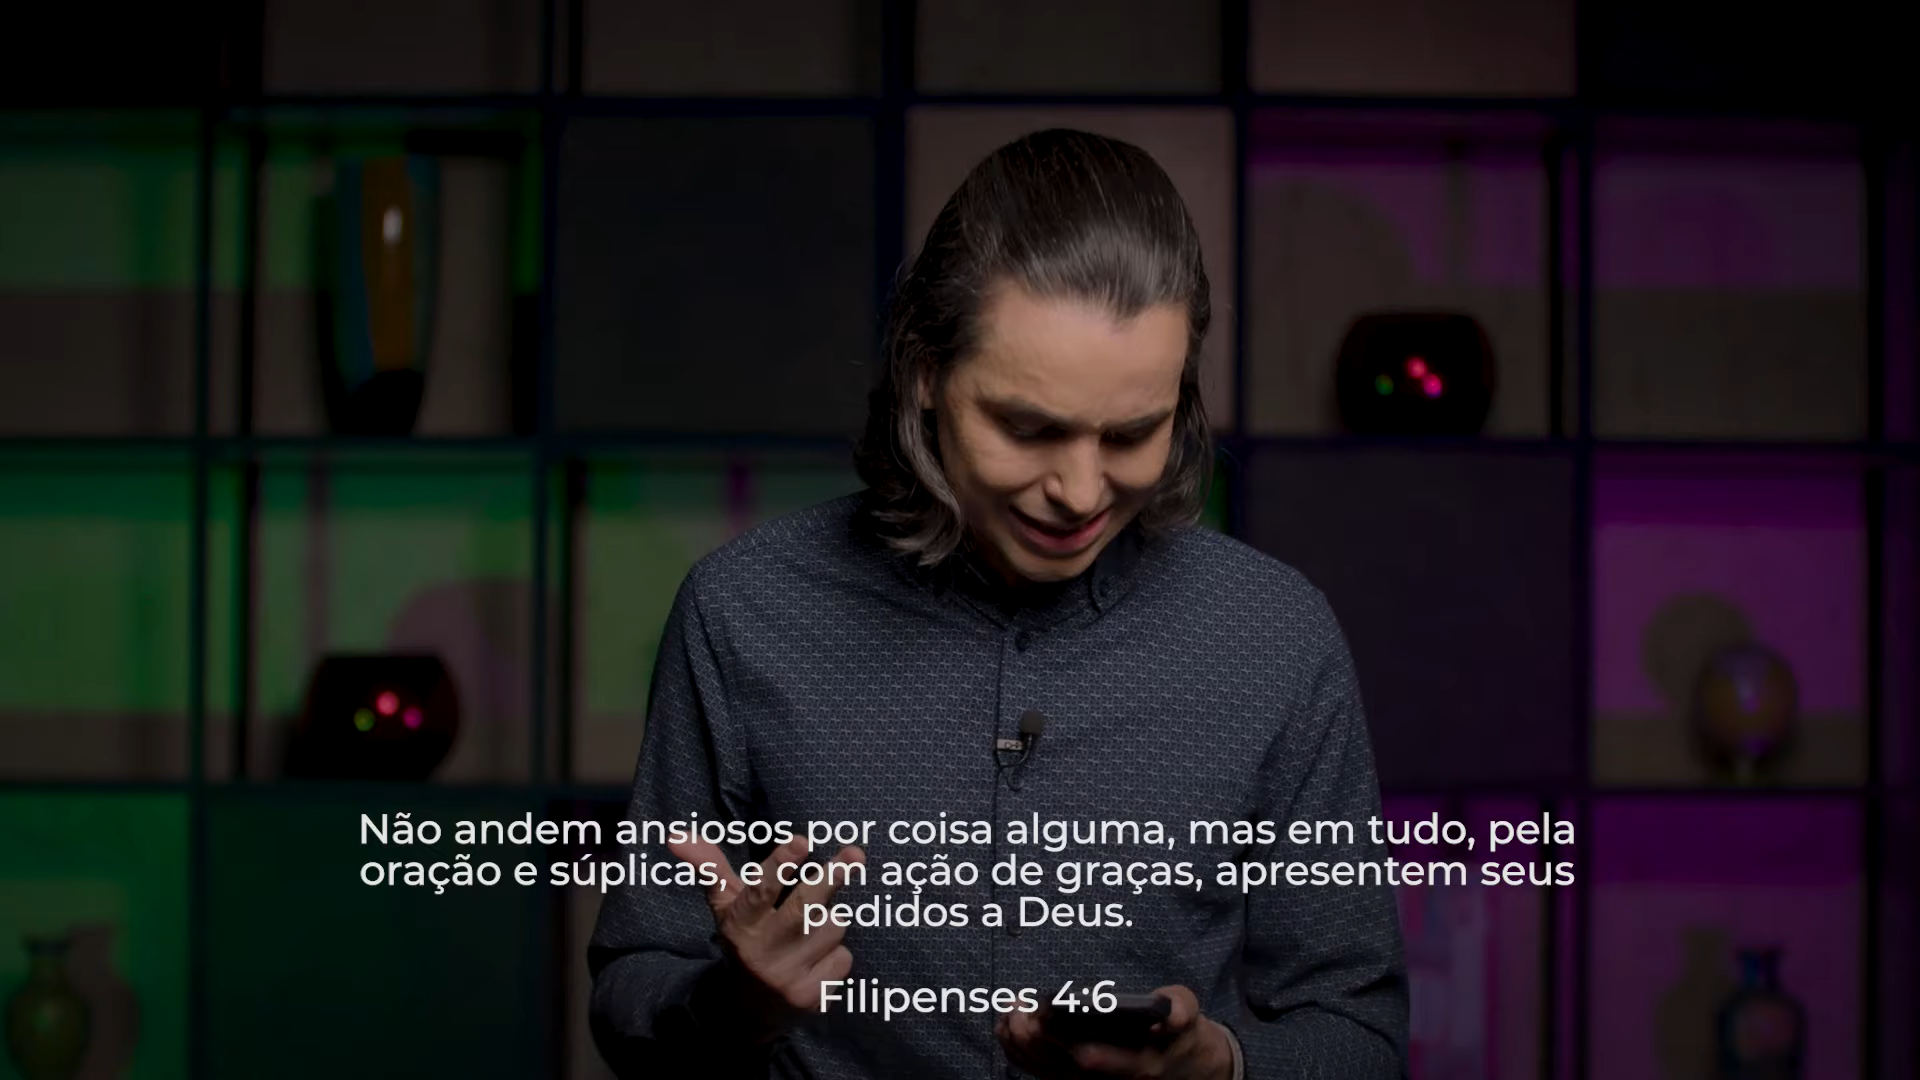 Não andem ansiosos por coisa alguma, mas em tudo, pela
oração e súplicas, e com ação de graças, apresentem seus
pedidos a Deus.
Filipenses 4:6